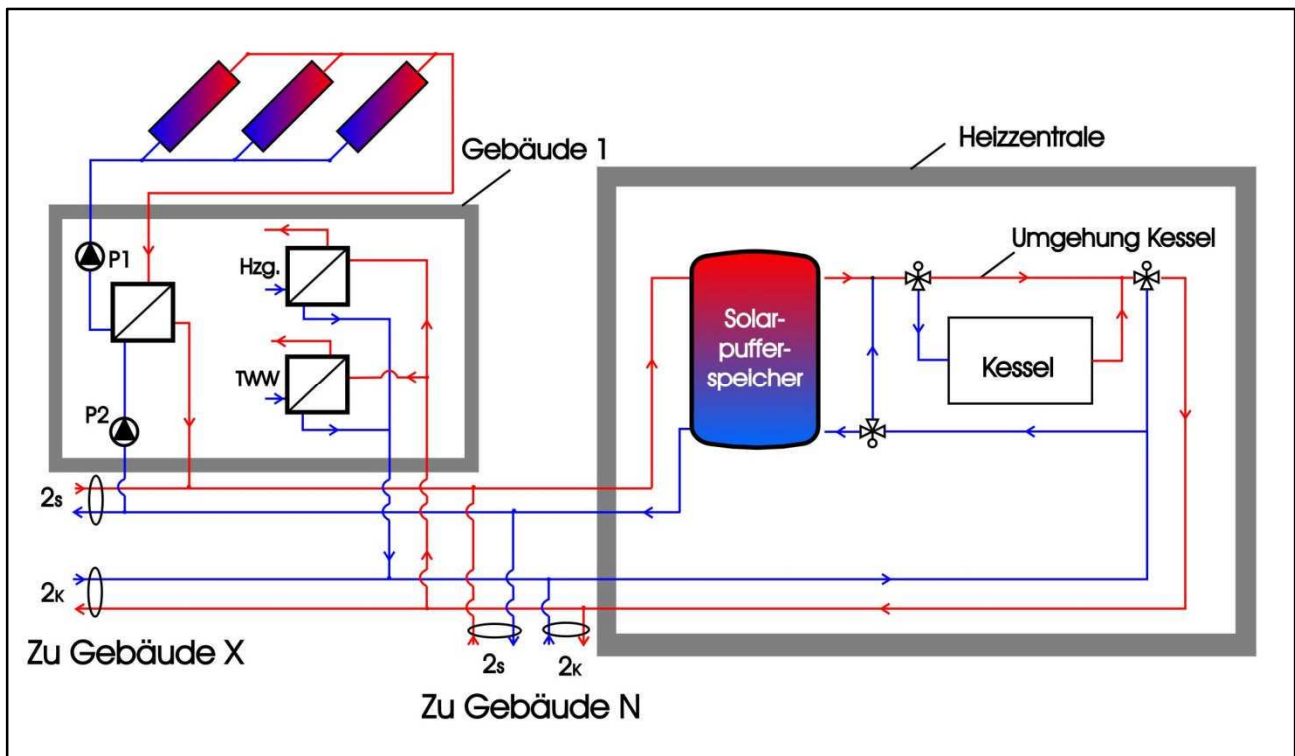 Gebäude 1
Heizzentrale
P1
Hzg.
Umgehung Kessel
Solar-
puffer-
speicher
Kessel
TWW
P2
2s
2K
Zu Gebäude X
2s
2K
Zu Gebäude N